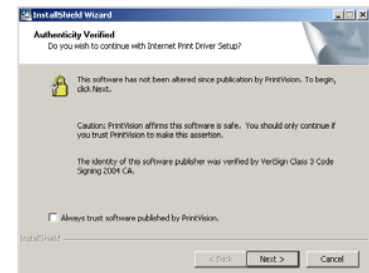 InstallShield Wizard
Authenticity Verified
Do you wish to continue with Internet Print Driver Setup?
This software has not been altered since publication by PrintVision. To begin,
click Next.
Caution: PrintVision affirms this software is safe. You should only continue if
you trust PrintVision to make this assertion.
The identity of this software publisher was verified by VeriSign Class 3 Code
Signing 2004 CA.
Always trust software published by PrintVision.
InstallShield
< Back
Next >
Cancel